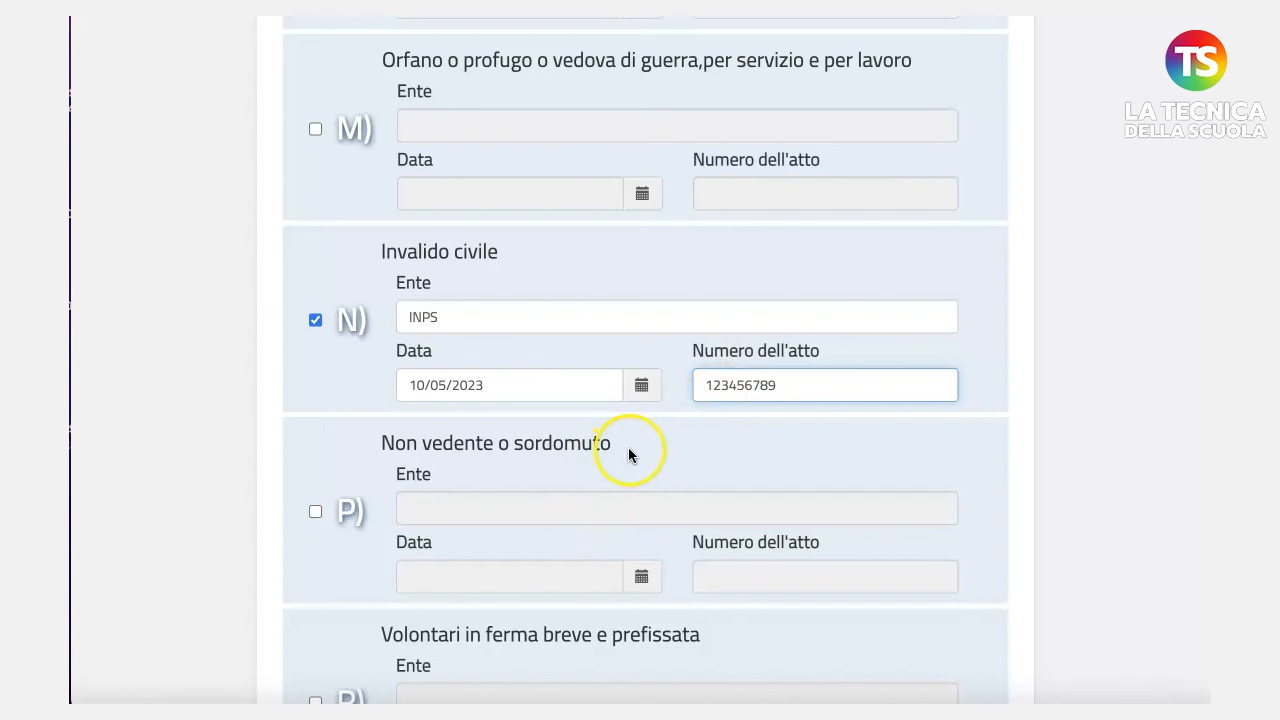 TS
LA TECNICA
DELLA SCUOLA
Orfano o profugo o vedova di guerra,per servizio e per lavoro
Ente
M)
Data Numero dell'atto
Invalido civile
Ente
N) INPS
Data Numero dell'atto
10/05/2023 123456789
Non vedente o sordomuto
Ente
P)
Data Numero dell'atto
Volontari in ferma breve e prefissata
Ente
R)